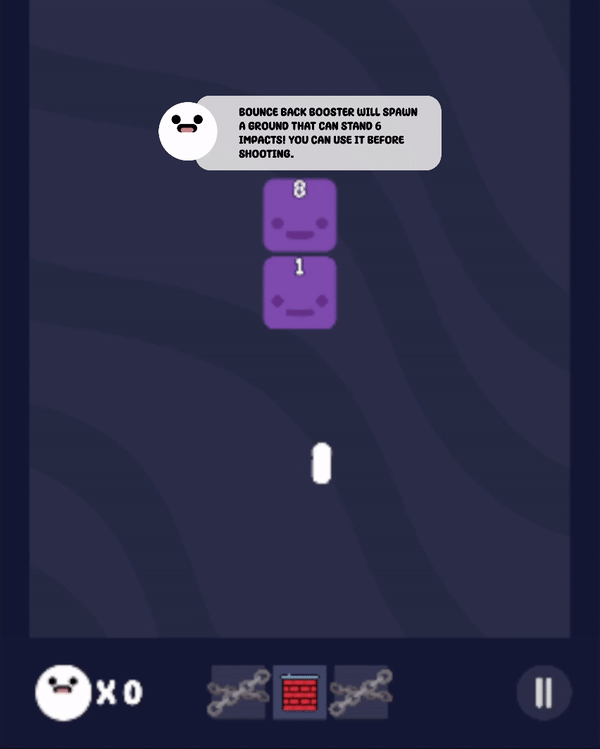 BOUNCE BACK BOOSTER WILL SPAWN
A GROUND THAT CAN STAND 6
IMPACTS! YOU CAN USE IT BEFORE
SHOOTING.
8
1
X 0